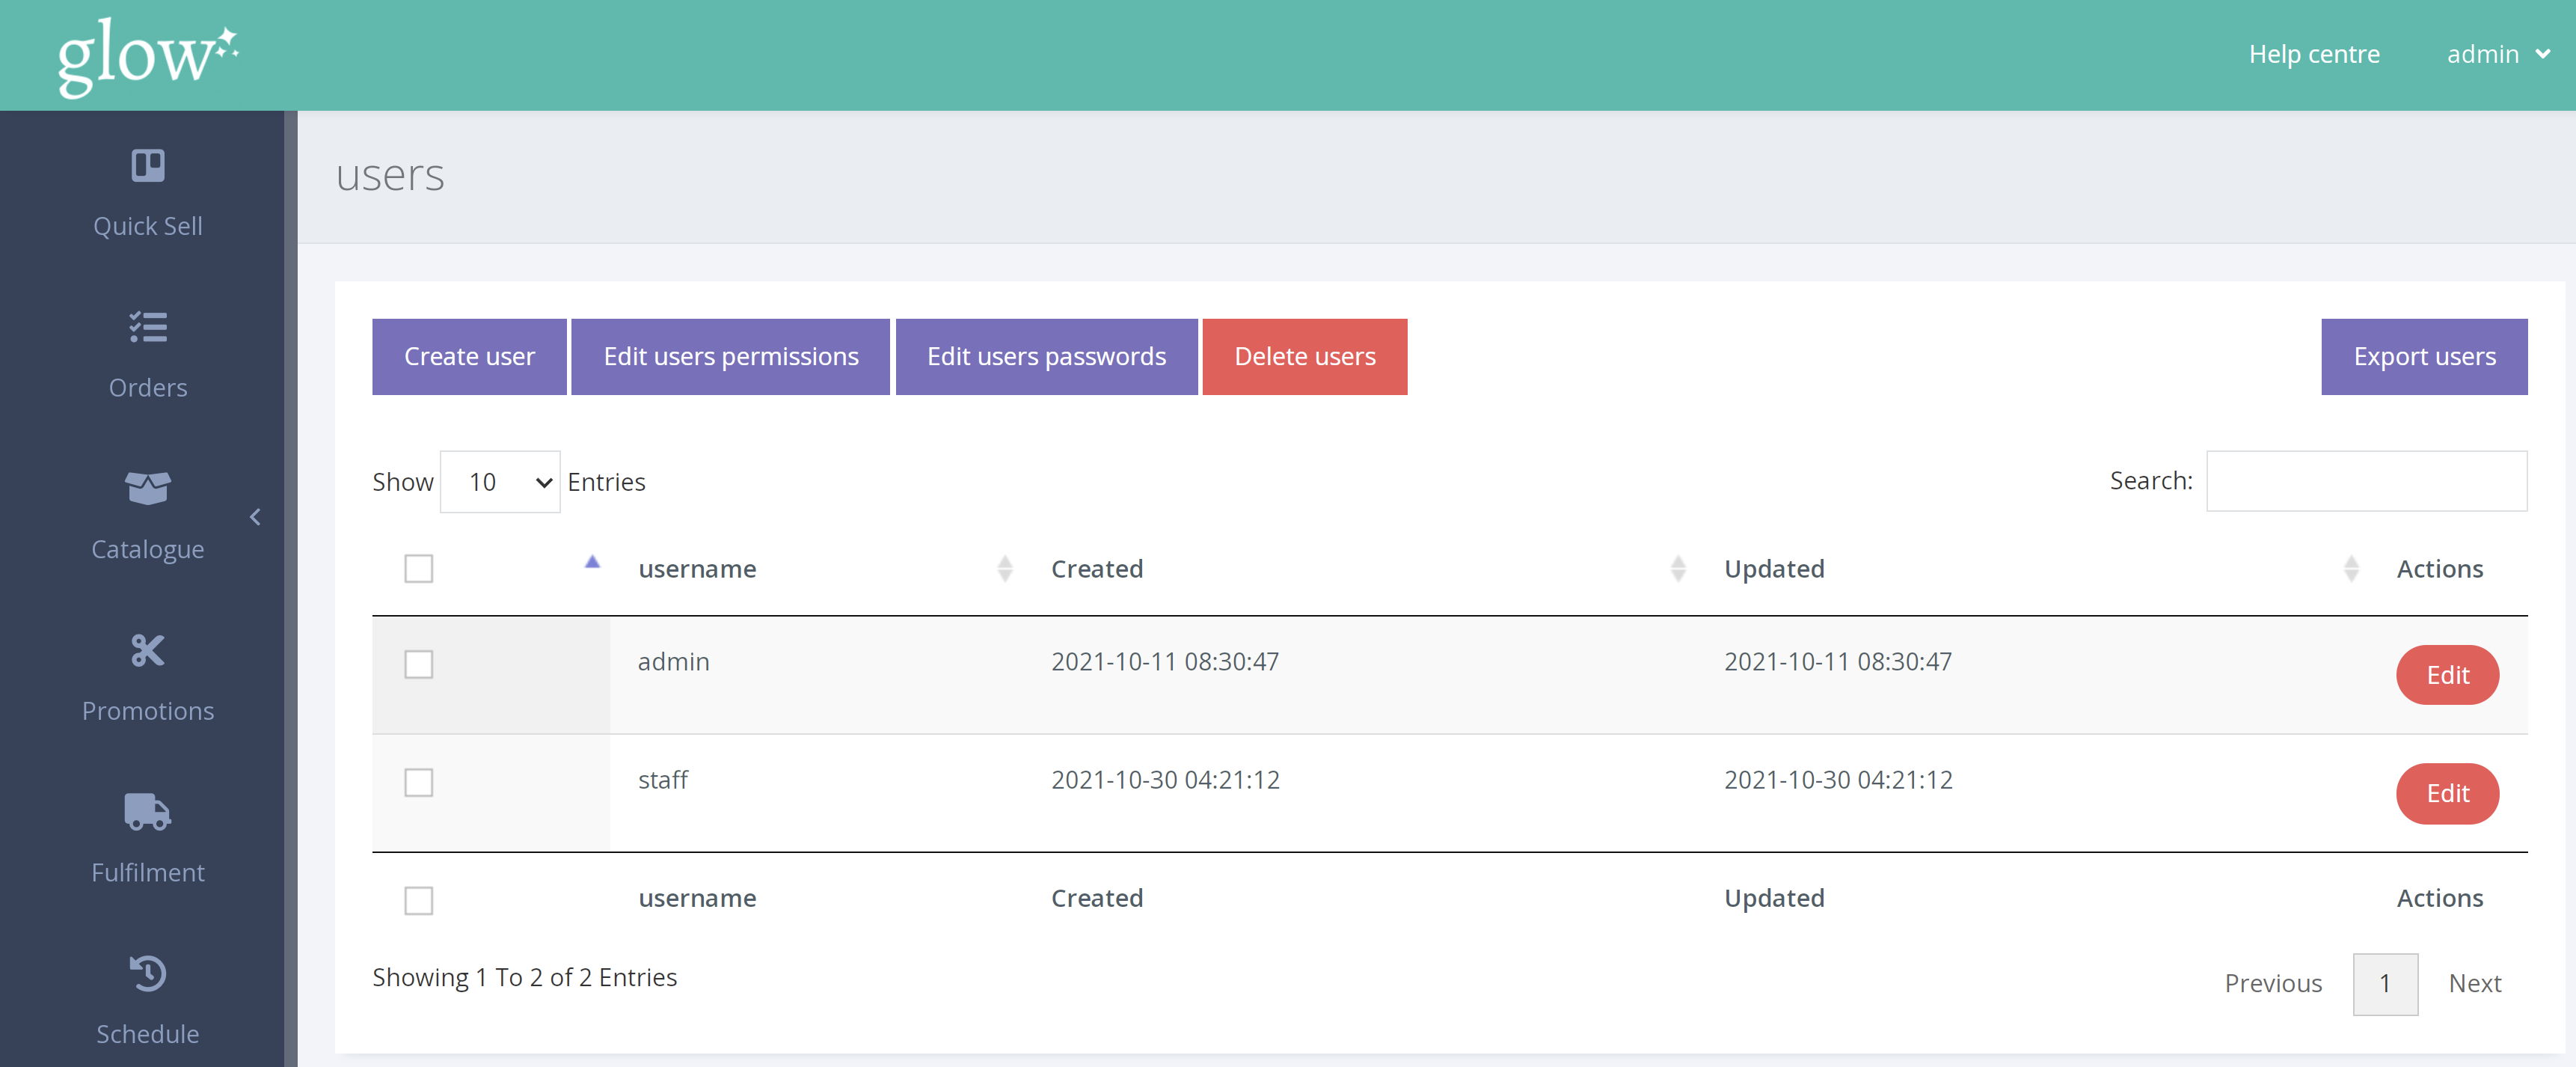 glow
Help centre admin
Quick Sell
Orders
Catalogue
Promotions
Fulfilment
Schedule
users
Create user Edit users permissions Edit users passwords Delete users Export users
Show 10 Entries Search:
username Created Updated Actions
admin 2021-10-11 08:30:47 2021-10-11 08:30:47 Edit
staff 2021-10-30 04:21:12 2021-10-30 04:21:12 Edit
username Created Updated Actions
Showing 1 To 2 of 2 Entries Previous 1 Next